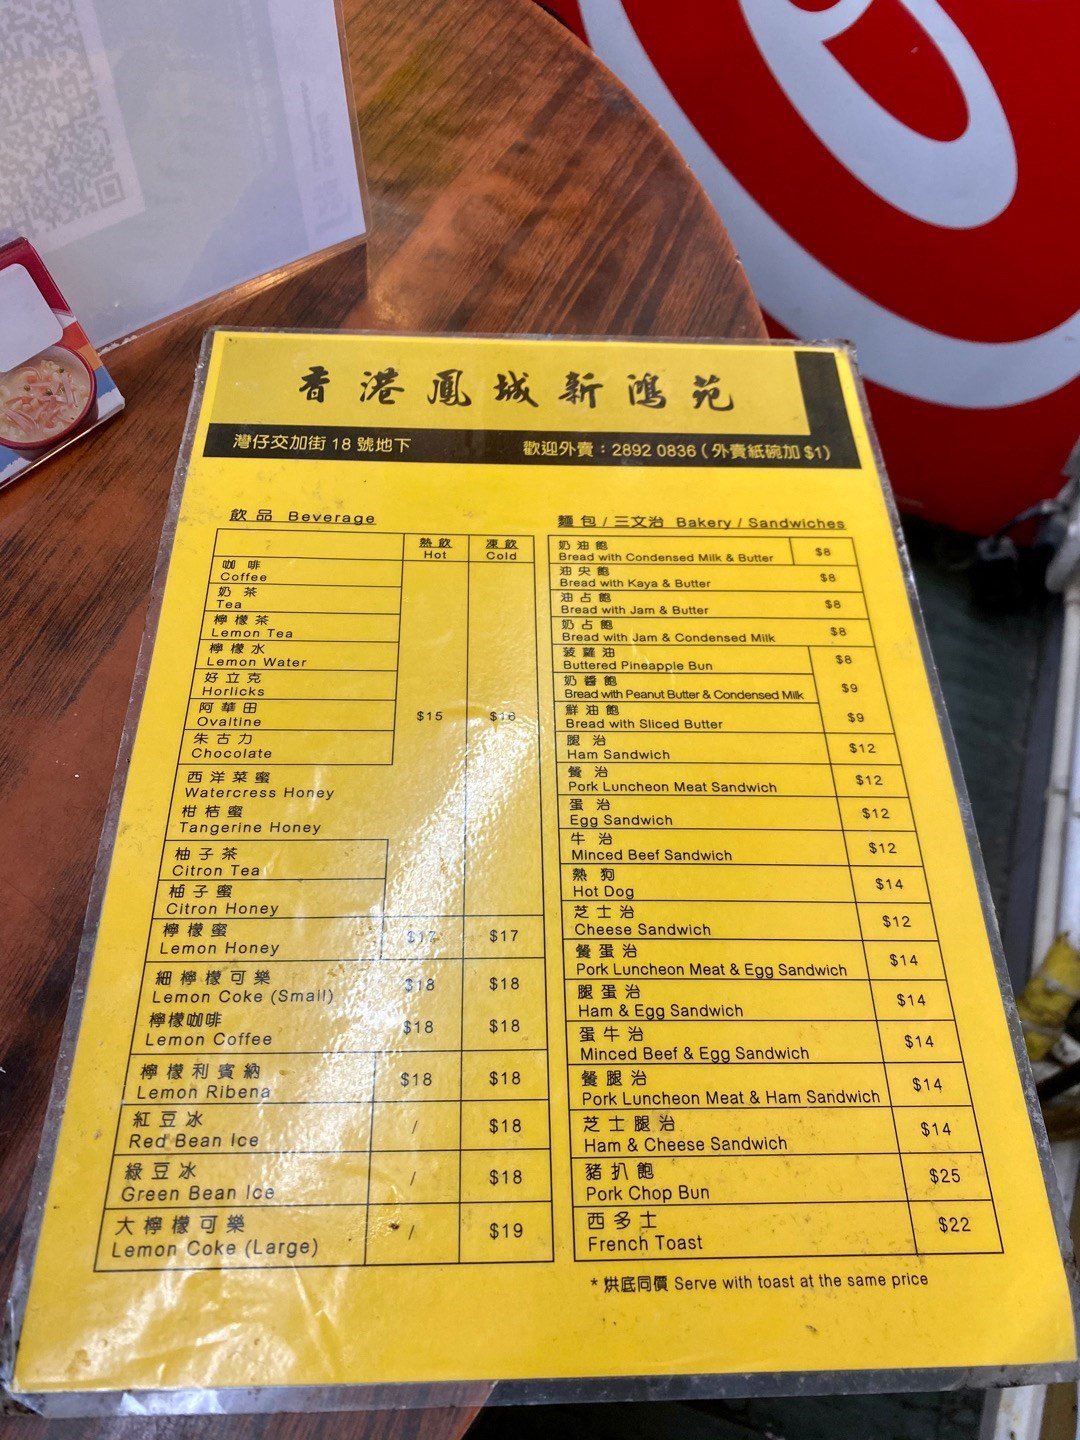 香港鳳城新鴻苑
灣仔交加街 18 號地下
歡迎外賣：2892 0836 ( 外賣紙碗加 $1)
飲品 Beverage
熱飲 凍飲
Hot Cold
咖啡
Coffee
奶茶
Tea
檸檬茶
Lemon Tea
檸檬水
Lemon Water
好立克
Horlicks
阿華田
Ovaltine
$15 $16
朱古力
Chocolate
西洋菜蜜
Watercress Honey
柑桔蜜
Tangerine Honey
柚子茶
Citron Tea
柚子蜜
Citron Honey
檸檬蜜
Lemon Honey $17 $17
細檸檬可樂
Lemon Coke (Small) $18 $18
檸檬咖啡
Lemon Coffee $18 $18
檸檬利賓納
Lemon Ribena $18 $18
紅豆冰
Red Bean Ice / $18
綠豆冰
Green Bean Ice / $18
大檸檬可樂
Lemon Coke (Large) / $19
麵包 / 三文治 Bakery / Sandwiches
奶油飽
Bread with Condensed Milk & Butter $8
油央飽
Bread with Kaya & Butter $8
油占飽
Bread with Jam & Butter $8
奶占飽
Bread with Jam & Condensed Milk $8
菠蘿油
Buttered Pineapple Bun $8
奶醬飽
Bread with Peanut Butter & Condensed Milk $9
鮮油飽
Bread with Sliced Butter $9
腿治
Ham Sandwich $12
餐治
Pork Luncheon Meat Sandwich $12
蛋治
Egg Sandwich $12
牛治
Minced Beef Sandwich $12
熱狗
Hot Dog $14
芝士治
Cheese Sandwich $12
餐蛋治
Pork Luncheon Meat & Egg Sandwich $14
腿蛋治
Ham & Egg Sandwich $14
蛋牛治
Minced Beef & Egg Sandwich $14
餐腿治
Pork Luncheon Meat & Ham Sandwich $14
芝士腿治
Ham & Cheese Sandwich $14
豬扒飽
Pork Chop Bun $25
西多士
French Toast $22
* 烘底同價 Serve with toast at the same price